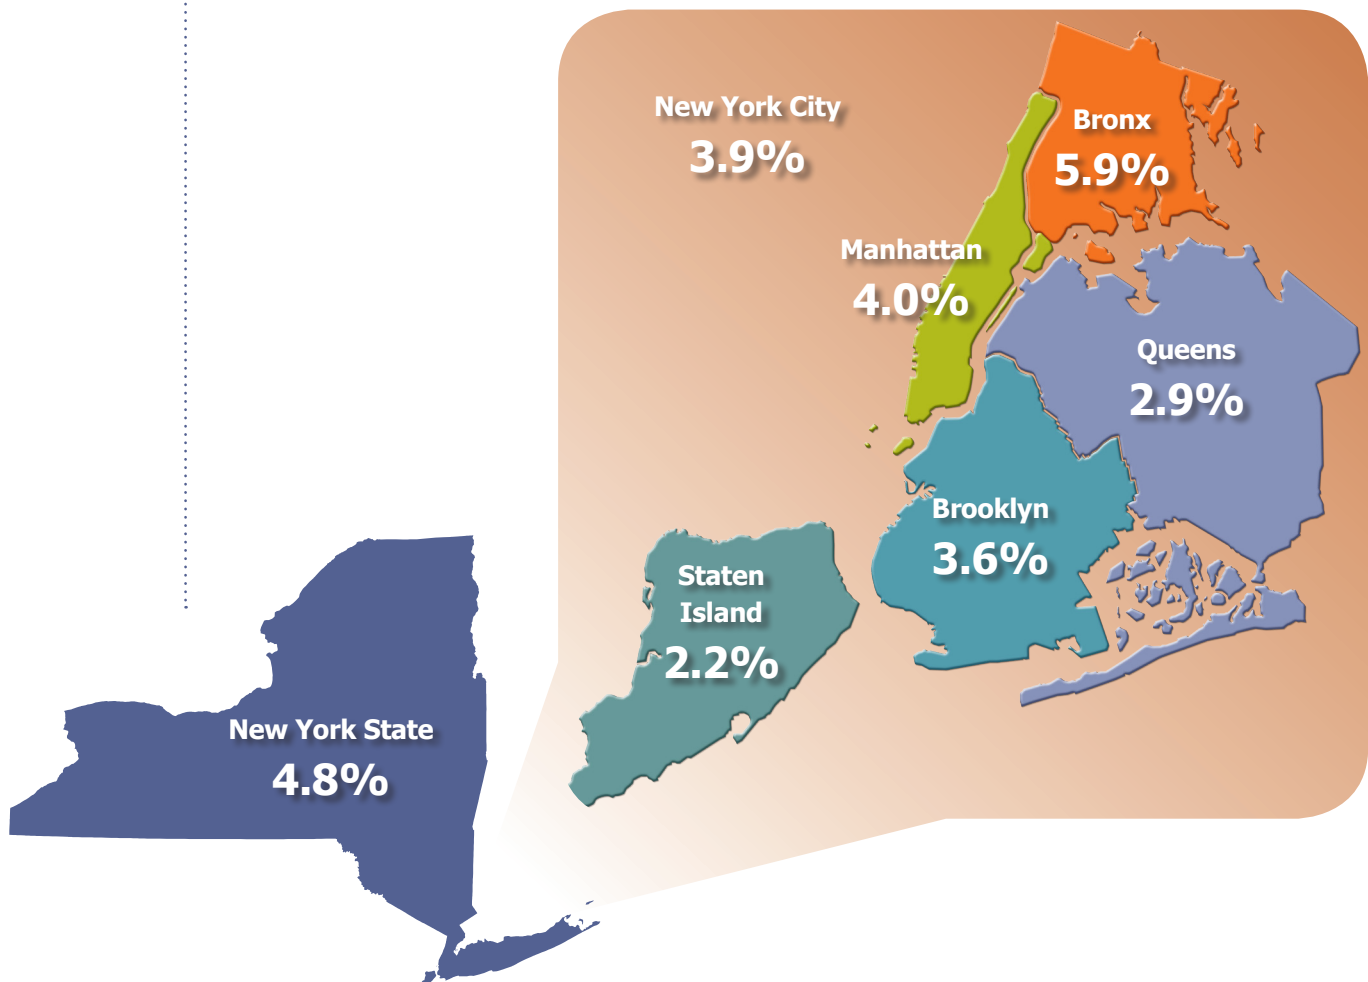 New York City
3.9%
Bronx
5.9%
Manhattan
4.0%
Queens
2.9%
Brooklyn
3.6%
Staten
Island
2.2%
New York State
4.8%